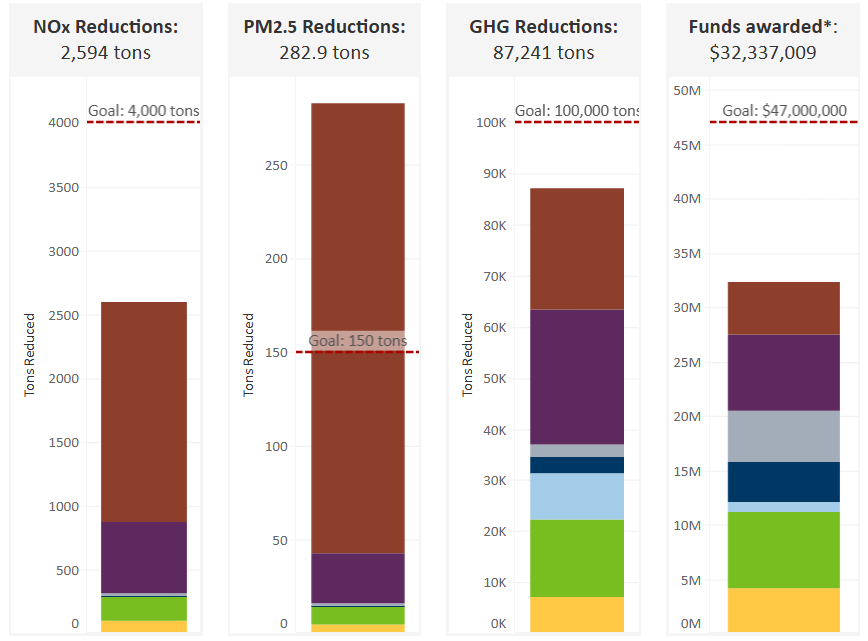 NOx Reductions:
2,594 tons
Goal: 4,000 tons
4000
3500
3000
2500
2000
1500
1000
500
0
Tons Reduced
PM2.5 Reductions:
282.9 tons
250
200
Goal: 150 tons
150
100
50
0
Tons Reduced
GHG Reductions:
87,241 tons
Goal: 100,000 tons
100K
90K
80K
70K
60K
50K
40K
30K
20K
10K
0K
Tons Reduced
Funds awarded*:
$32,337,009
50M
Goal: $47,000,000
45M
40M
35M
30M
25M
20M
15M
10M
5M
0M